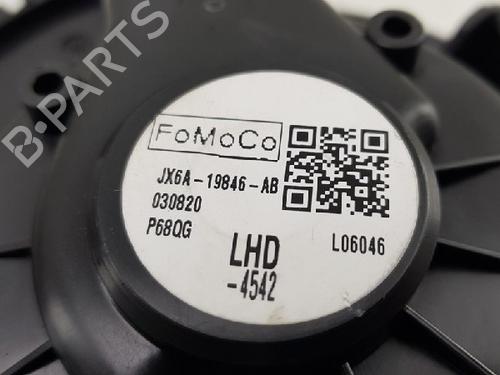 FoMoCo
JX6A-19846-AB
030820
P68QG
LHD
-4542
L06046
B-PARTS